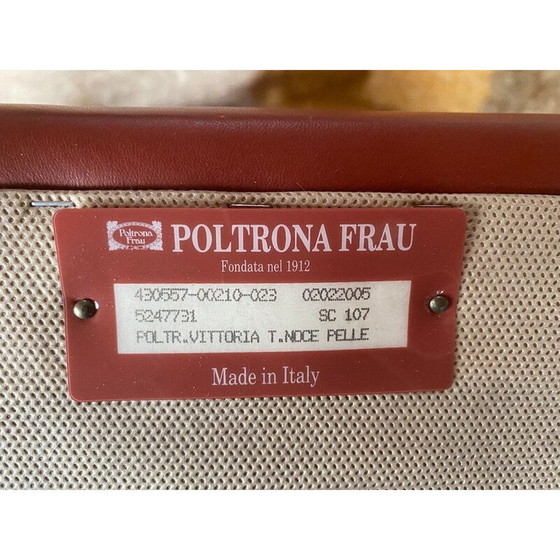 Poltrona
Frau
POLTRONA FRAU
Fondata nel 1912
430557-00210-023 02022005
5247731 SC 107
POLTR.VITTORIA T.NOCE PELLE
Made in Italy